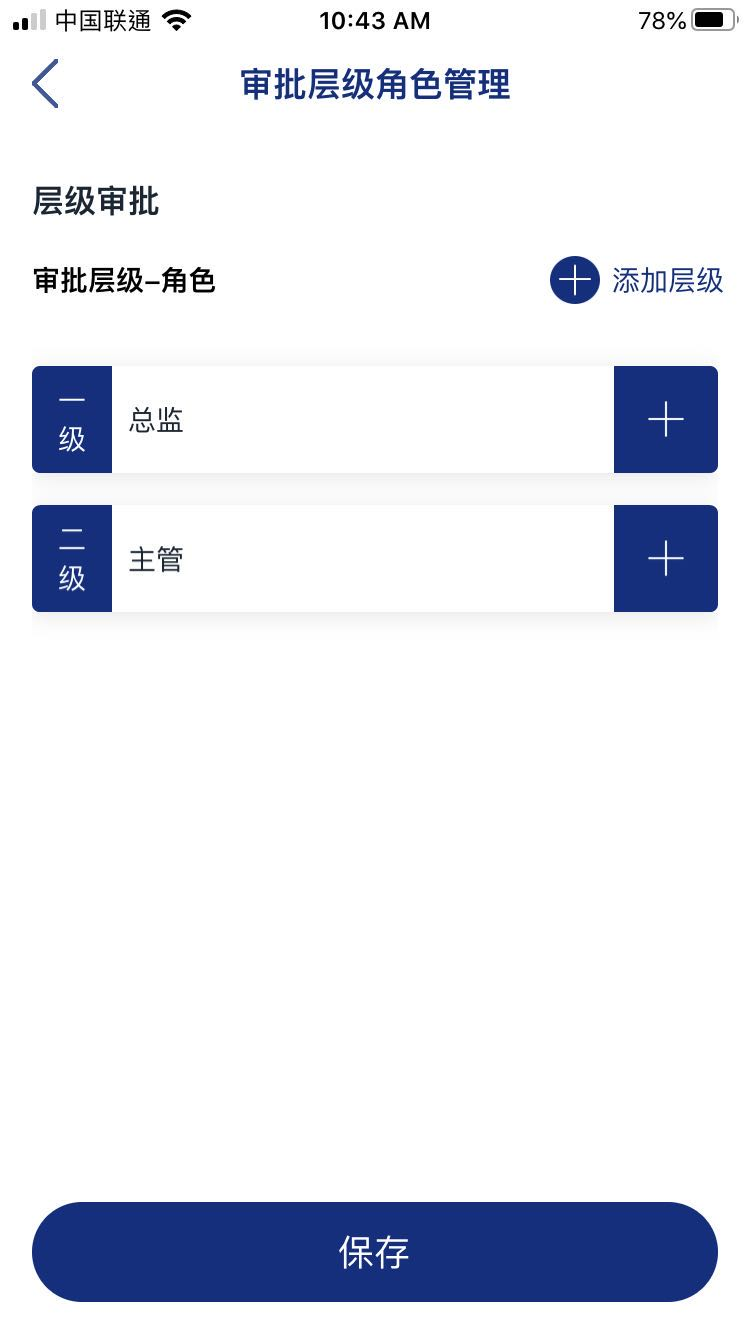 中国联通 10:43 AM 78%
审批层级角色管理
层级审批
审批层级-角色 添加层级
一级 总监
二级 主管
保存